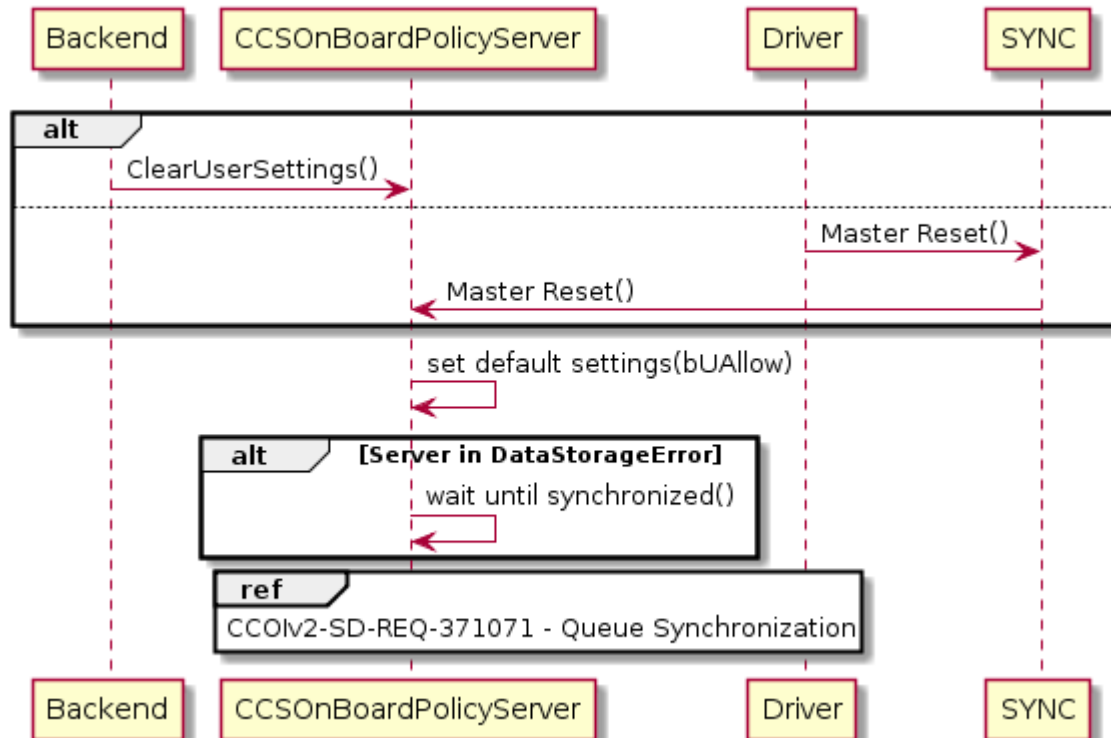 Backend CCSOnBoardPolicyServer Driver SYNC
alt
ClearUserSettings()
Master Reset()
Master Reset()
set default settings(bUAllow)
alt [Server in DataStorageError]
wait until synchronized()
ref
CCOIv2-SD-REQ-371071 - Queue Synchronization
Backend CCSOnBoardPolicyServer Driver SYNC